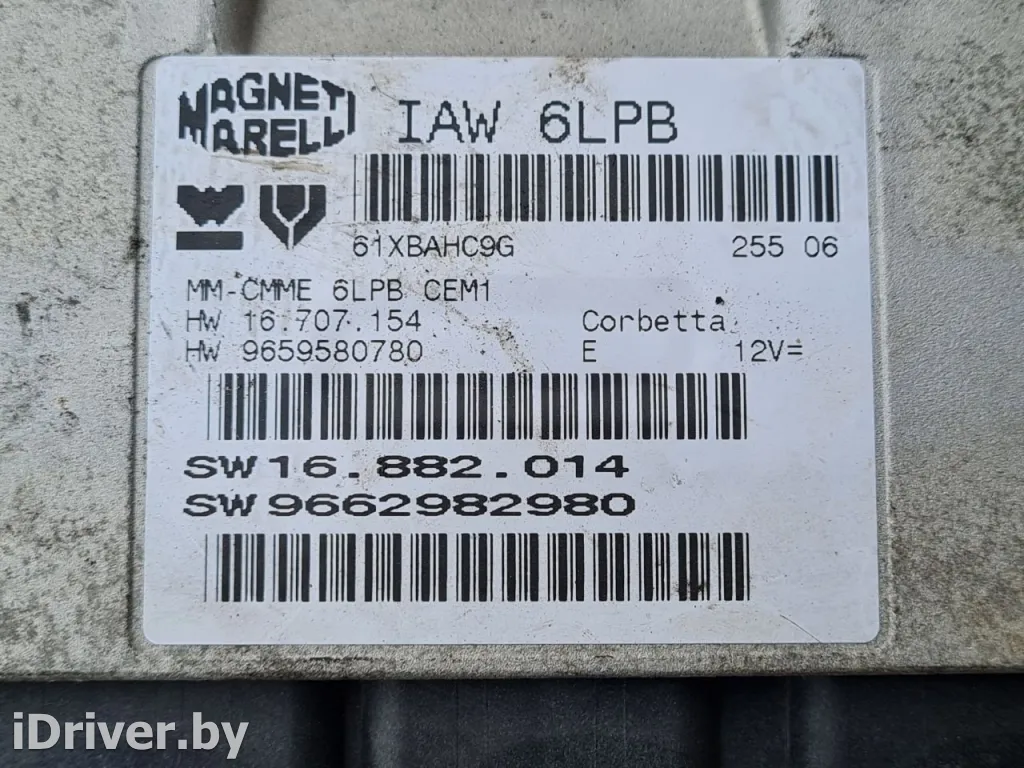 MAGNETI
MARELLI
IAW 6LPB
61XBAHC9G 255 06
MM-CMME 6LPB CEM1
HW 16.707.154 Corbetta
HW 9659580780 E 12V=
SW16.882.014
SW9662982980
iDriver.by